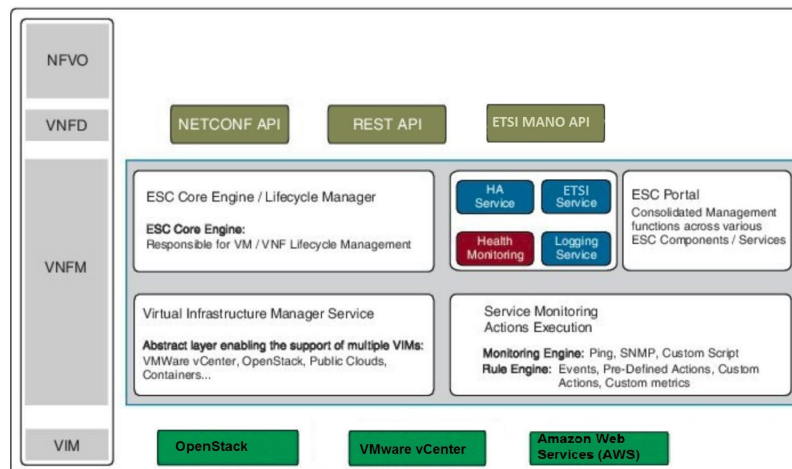 NFVO
VNFD
NETCONF API
REST API
ETSI MANO API
VNFM
ESC Core Engine / Lifecycle Manager
ESC Core Engine:
Responsible for VM / VNF Lifecycle Management
HA
Service
ETSI
Service
Health
Monitoring
Logging
Service
ESC Portal
Consolidated Management
functions across various
ESC Components / Services
Virtual Infrastructure Manager Service
Abstract layer enabling the support of multiple VIMs:
VMWare vCenter, OpenStack, Public Clouds,
Containers...
Service Monitoring
Actions Execution
Monitoring Engine: Ping, SNMP, Custom Script
Rule Engine: Events, Pre-Defined Actions, Custom
Actions, Custom metrics
VIM
OpenStack
VMware vCenter
Amazon Web
Services (AWS)